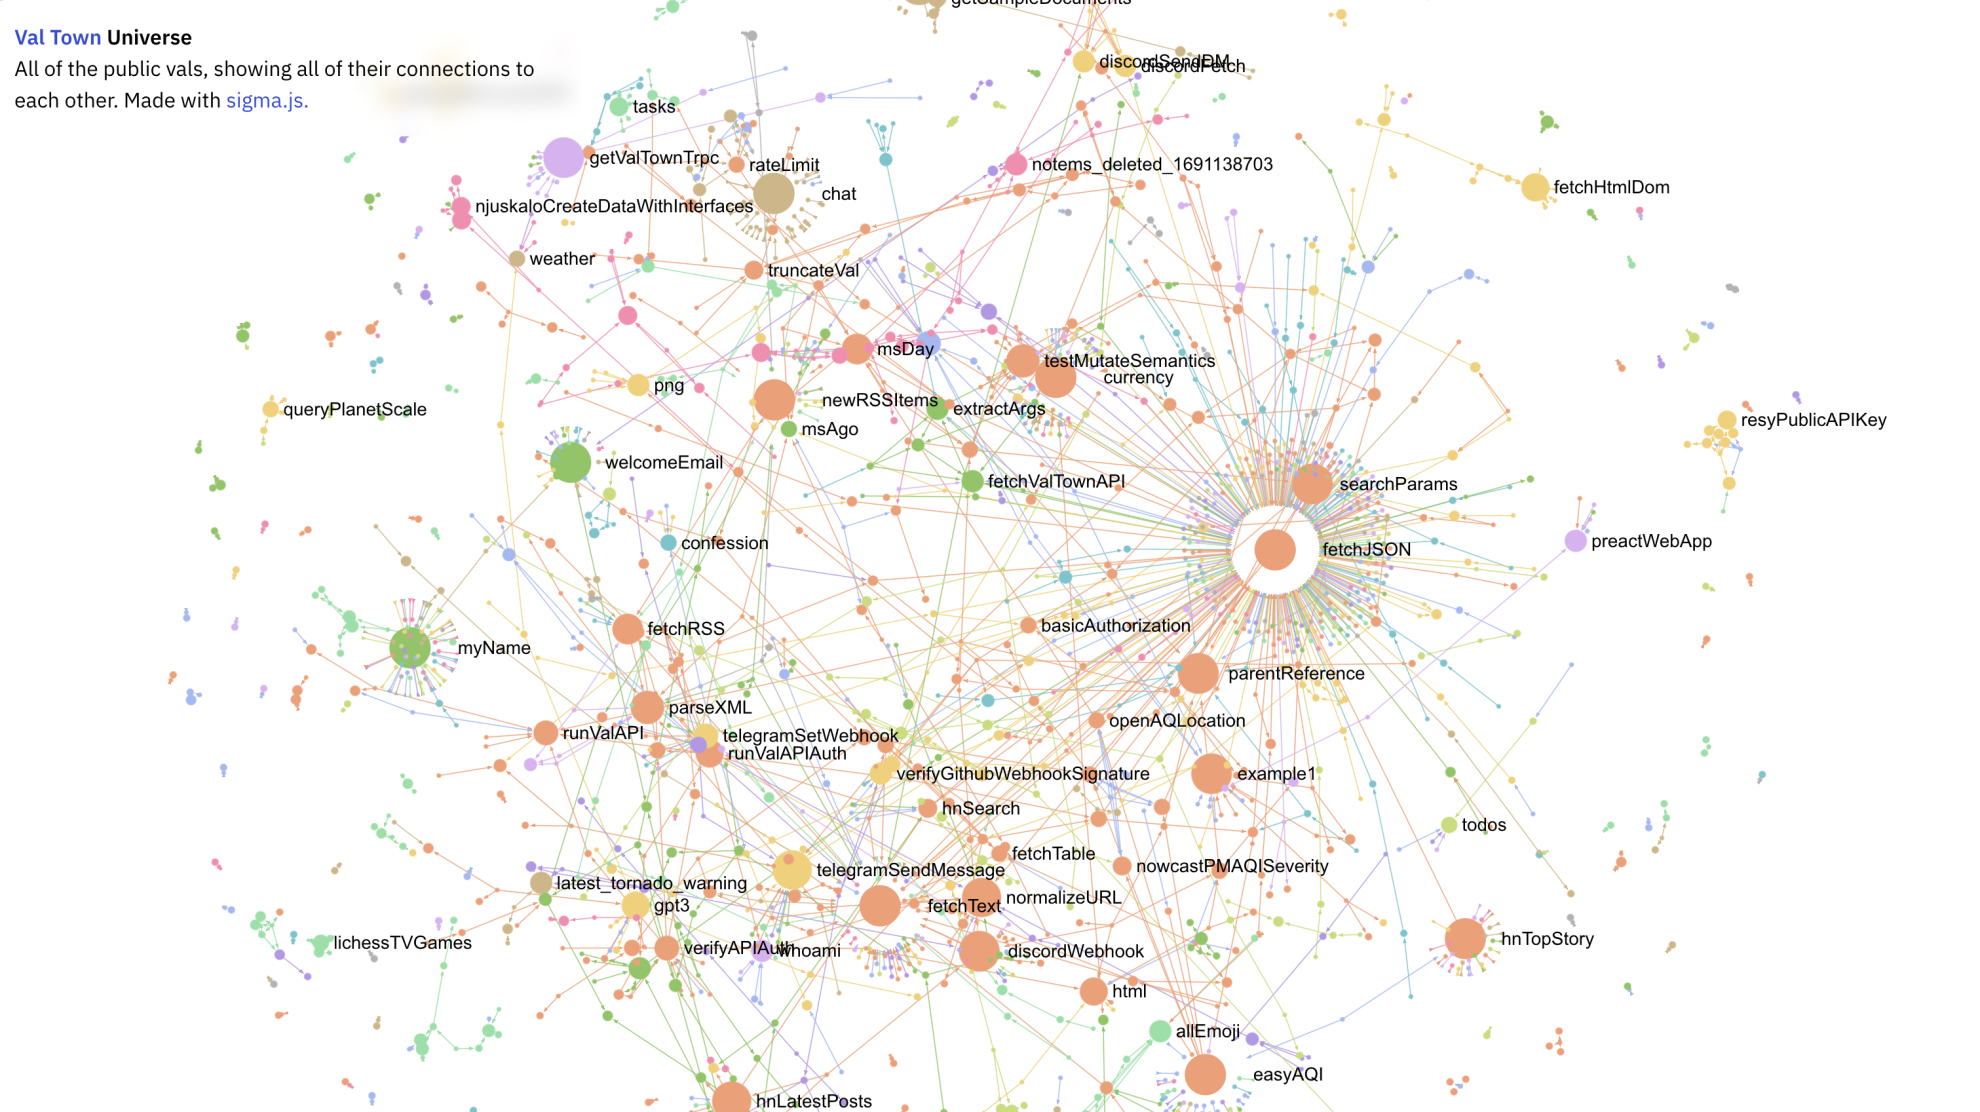 getSampleDocuments
Val Town Universe
All of the public vals, showing all of their connections to
each other. Made with sigma.js.
discordSendDM
discordFetch
tasks
getValTownTrpc
rateLimit
notems_deleted_1691138703
chat
fetchHtmlDom
njuskaloCreateDataWithInterfaces
weather
truncateVal
msDay
testMutateSemantics
currency
png
newRSSItems
extractArgs
queryPlanetScale
resyPublicAPIKey
msAgo
welcomeEmail
fetchValTownAPI
searchParams
confession
fetchJSON
preactWebApp
fetchRSS
basicAuthorization
myName
parentReference
parseXML
openAQLocation
runValAPI
telegramSetWebhook
runValAPIAuth
verifyGithubWebhookSignature
example1
hnSearch
todos
fetchTable
nowcastPMAQISeverity
telegramSendMessage
latest_tornado_warning
normalizeURL
gpt3
fetchText
lichessTVGames
verifyAPIAuth
whoami
discordWebhook
hnTopStory
html
allEmoji
easyAQI
hnLatestPosts